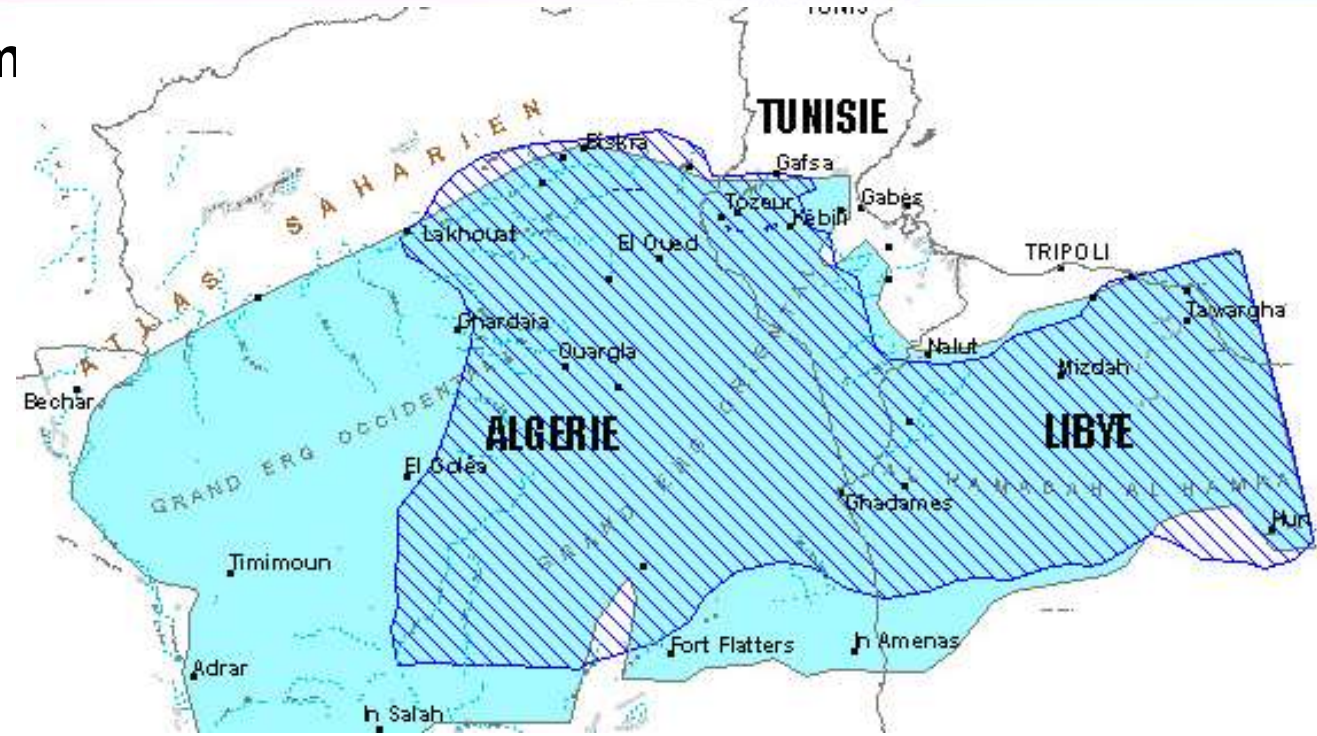 TUNISIE
ATLAS SAHARIEN
Biskra
Gafsa
Tozeur
Kebili
Gabes
Lakhouat
El Oued
TRIPOLI
Tawargha
Ghardaia
Ouargla
Nalut
Mizdah
Bechar
GRAND ERG OCCIDENTAL
ALGERIE
LIBYE
El Goléa
GRAND ERG ORIENTAL
AL HAMADAH AL HAMRA
Ghadames
Hun
Timimoun
Fort Flatters
In Amenas
Adrar
In Salah